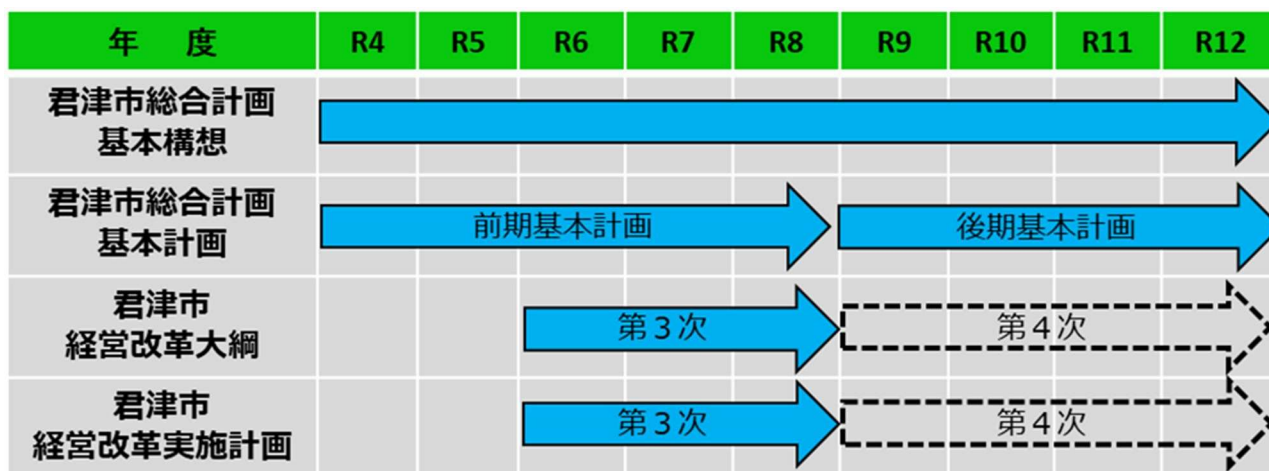 年 度 R4 R5 R6 R7 R8 R9 R10 R11 R12
君津市総合計画
基本構想
君津市総合計画
基本計画
前期基本計画 後期基本計画
君津市
経営改革大綱
第３次 第４次
君津市
経営改革実施計画
第３次 第４次